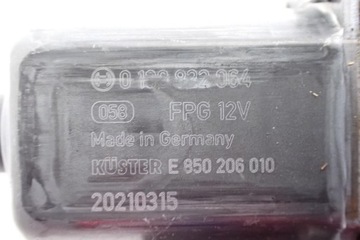 0 130 822 064
058 FPG 12V
Made in Germany
KÜSTER E 850 206 010
20210315